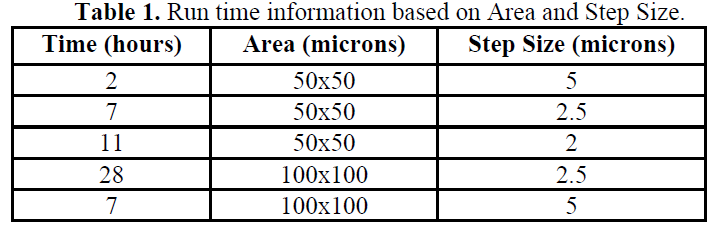 Table 1. Run time information based on Area and Step Size.
Time (hours) Area (microns) Step Size (microns)
2 50x50 5
7 50x50 2.5
11 50x50 2
28 100x100 2.5
7 100x100 5